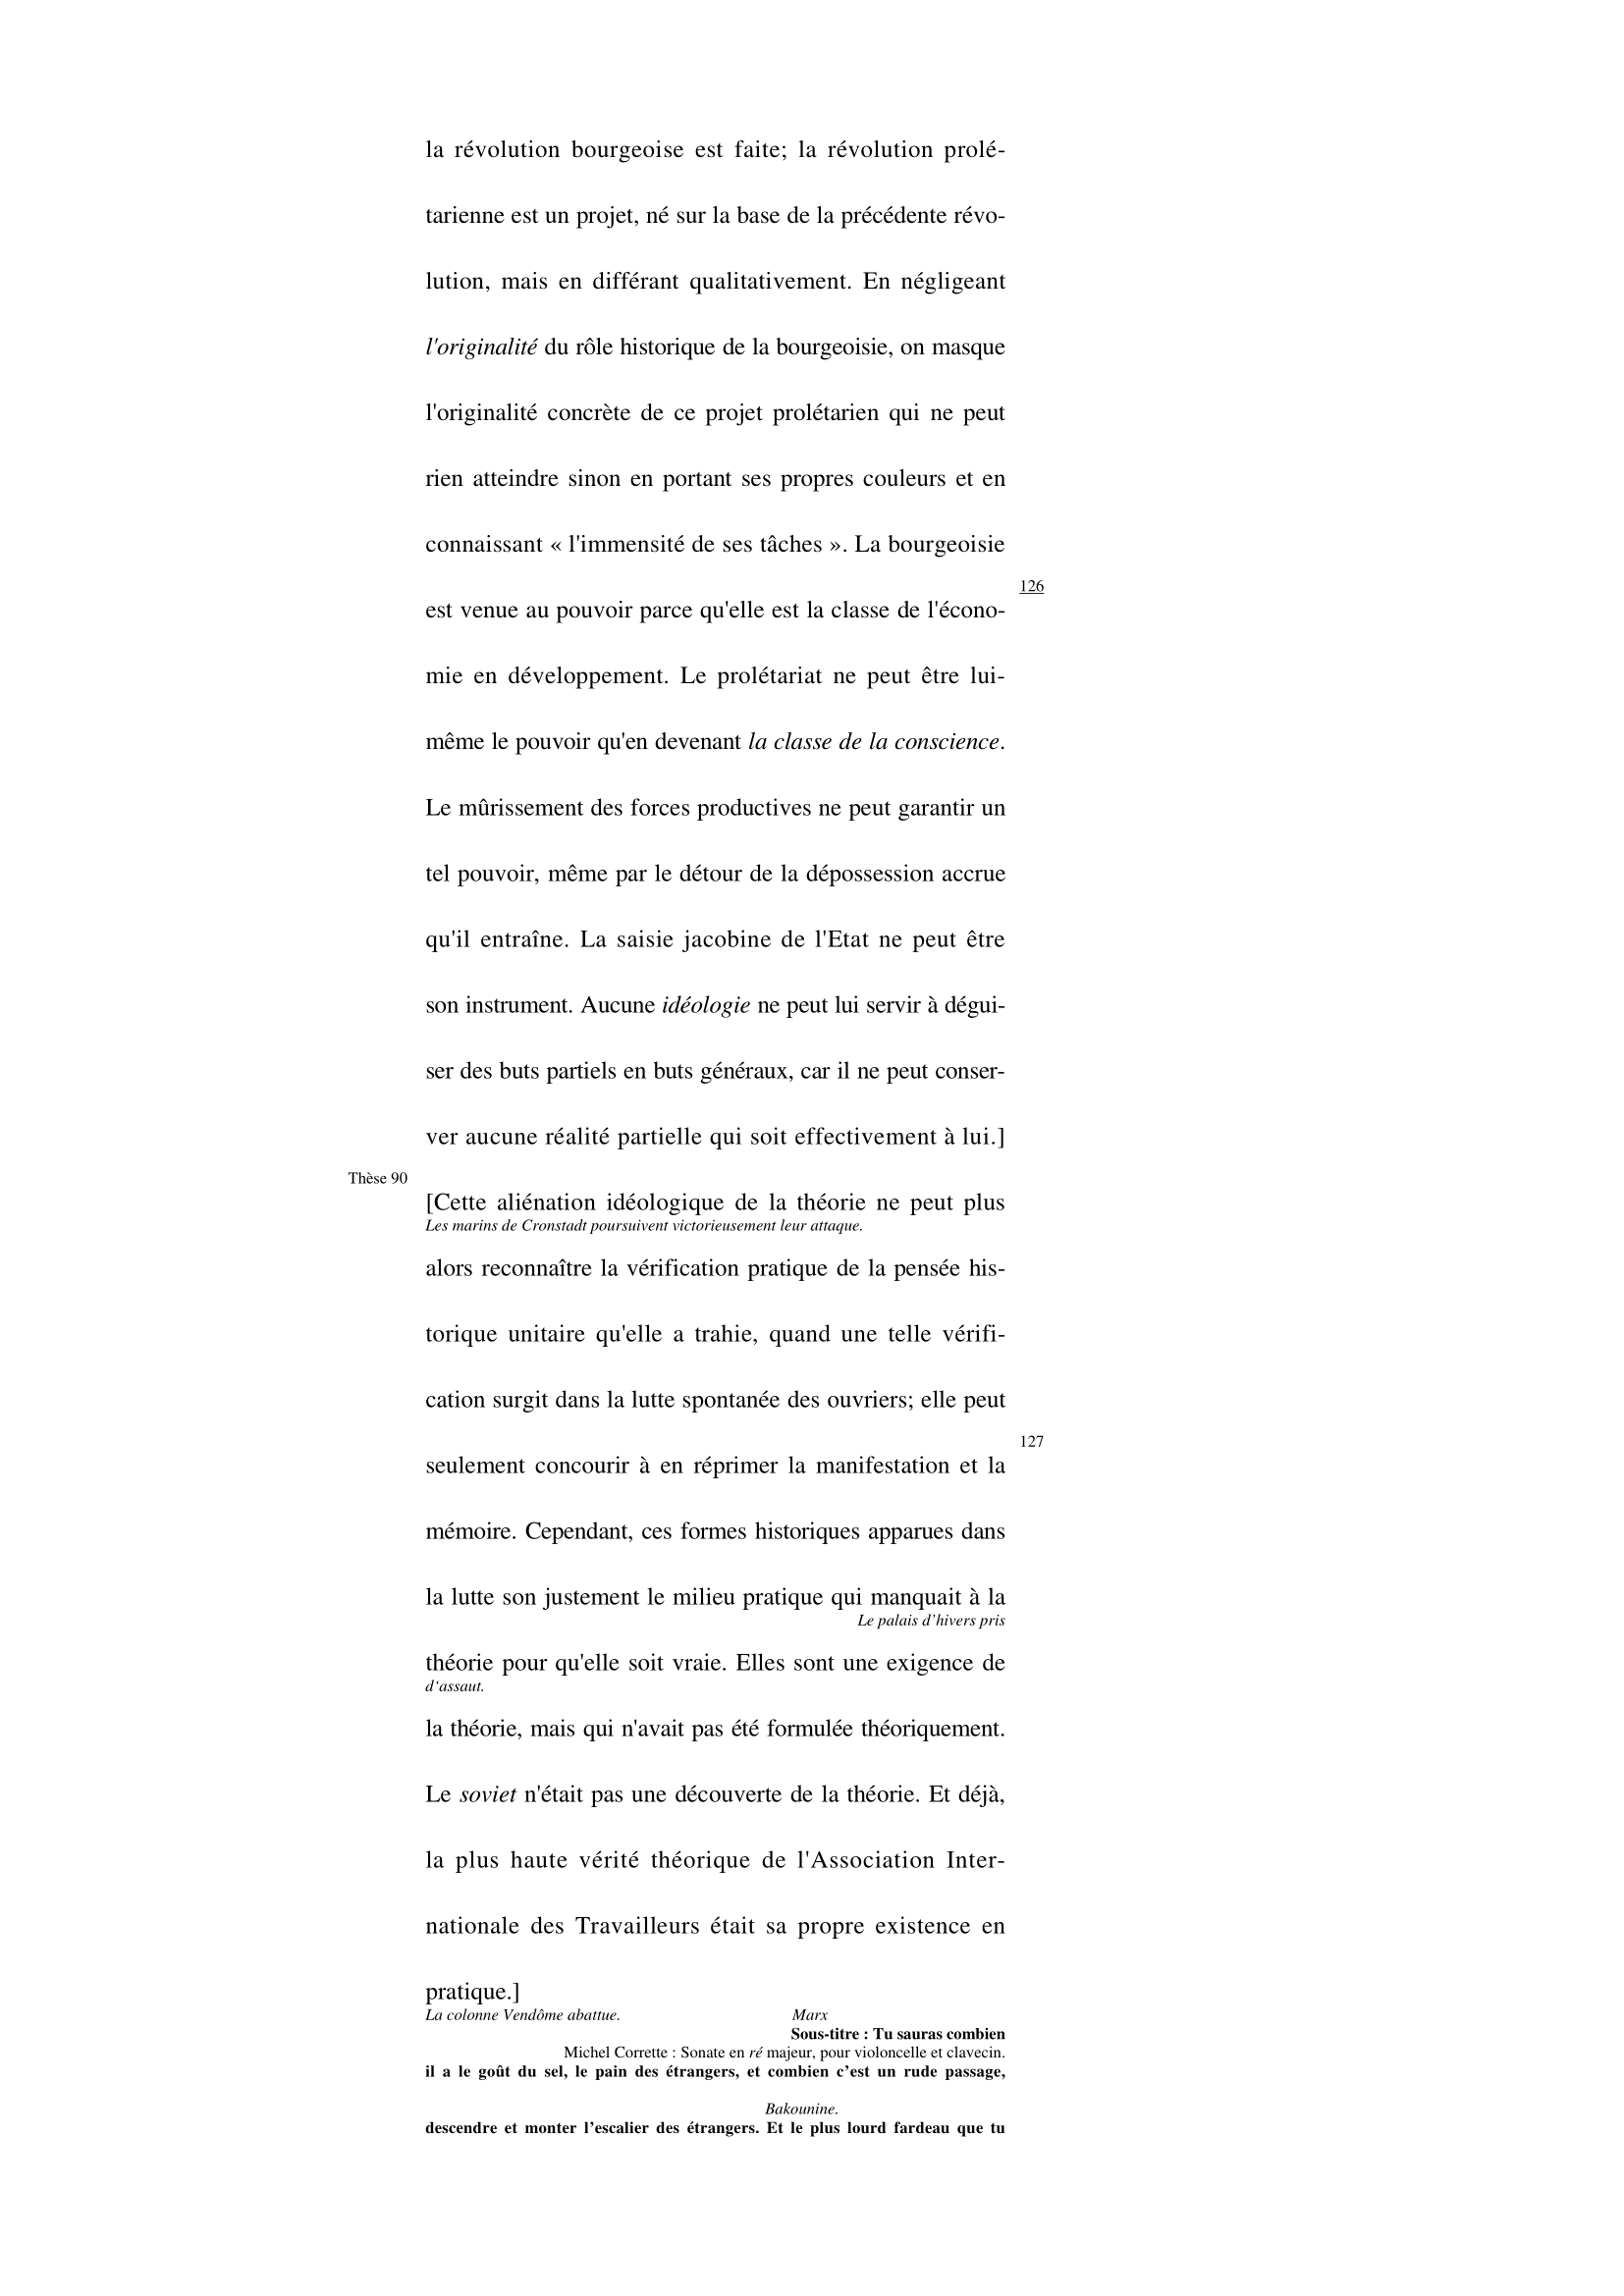 la révolution bourgeoise est faite; la révolution prolé-
tarienne est un projet, né sur la base de la précédente révo-
lution, mais en différant qualitativement. En négligeant
l'originalité du rôle historique de la bourgeoisie, on masque
l'originalité concrète de ce projet prolétarien qui ne peut
rien atteindre sinon en portant ses propres couleurs et en
connaissant « l'immensité de ses tâches ». La bourgeoisie
126
est venue au pouvoir parce qu'elle est la classe de l'écono-
mie en développement. Le prolétariat ne peut être lui-
même le pouvoir qu'en devenant la classe de la conscience.
Le mûrissement des forces productives ne peut garantir un
tel pouvoir, même par le détour de la dépossession accrue
qu'il entraîne. La saisie jacobine de l'Etat ne peut être
son instrument. Aucune idéologie ne peut lui servir à dégui-
ser des buts partiels en buts généraux, car il ne peut conser-
ver aucune réalité partielle qui soit effectivement à lui.]
Thèse 90
[Cette aliénation idéologique de la théorie ne peut plus
Les marins de Cronstadt poursuivent victorieusement leur attaque.
alors reconnaître la vérification pratique de la pensée his-
torique unitaire qu'elle a trahie, quand une telle vérifi-
cation surgit dans la lutte spontanée des ouvriers; elle peut
127
seulement concourir à en réprimer la manifestation et la
mémoire. Cependant, ces formes historiques apparues dans
la lutte son justement le milieu pratique qui manquait à la
Le palais d’hivers pris
théorie pour qu'elle soit vraie. Elles sont une exigence de
d‘assaut.
la théorie, mais qui n'avait pas été formulée théoriquement.
Le soviet n'était pas une découverte de la théorie. Et déjà,
la plus haute vérité théorique de l'Association Inter-
nationale des Travailleurs était sa propre existence en
pratique.]
La colonne Vendôme abattue. Marx
Sous-titre : Tu sauras combien
Michel Corrette : Sonate en ré majeur, pour violoncelle et clavecin.
il a le goût du sel, le pain des étrangers, et combien c’est un rude passage,
Bakounine.
descendre et monter l’escalier des étrangers. Et le plus lourd fardeau que tu